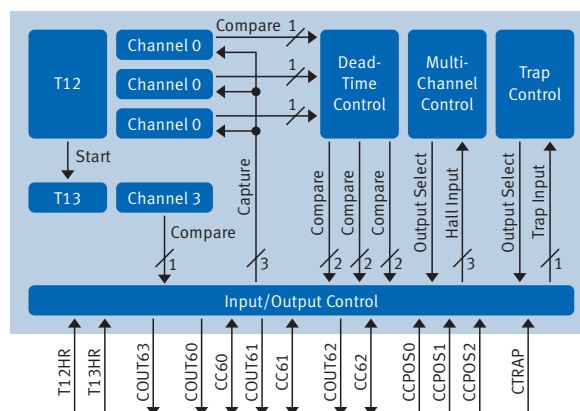 Compare 1
T12
Channel 0
Channel 0
Channel 0
1
1
Dead-
Time
Control
Multi-
Channel
Control
Trap
Control
Start
T13
Channel 3
Compare
1
Capture
3
Compare
2
Compare
2
Compare
2
Output Select
Hall Input
3
Output Select
Trap Input
1
Input/Output Control
T12HR
T13HR
COUT63
COUT60
CC60
COUT61
CC61
COUT62
CC62
CCPOS0
CCPOS1
CCPOS2
CTRAP